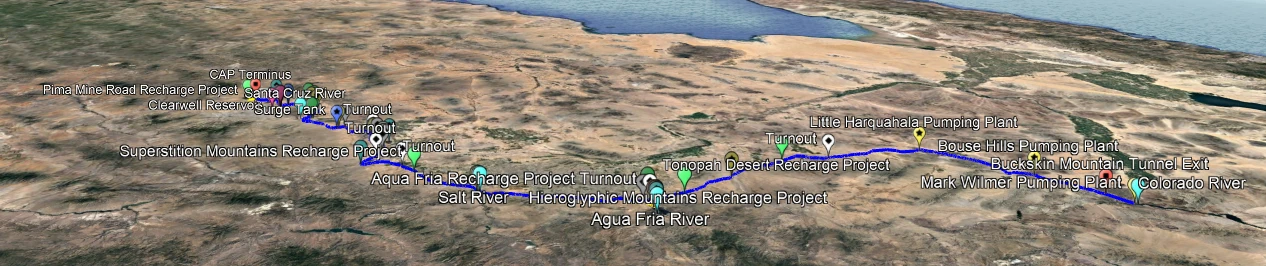 CAP Terminus
Pima Mine Road Recharge Project
Santa Cruz River
Clearwell Reservo
Surge Tank
Turnout
Turnout
Turnout
Superstition Mountains Recharge Project
Little Harquahala Pumping Plant
Turnout
Bouse Hills Pumping Plant
Tonopah Desert Recharge Project
Buckskin Mountain Tunnel Exit
Aqua Fria Recharge Project Turnout
Mark Wilmer Pumping Plant
Colorado River
Salt River
Hieroglyphic Mountains Recharge Project
Agua Fria River